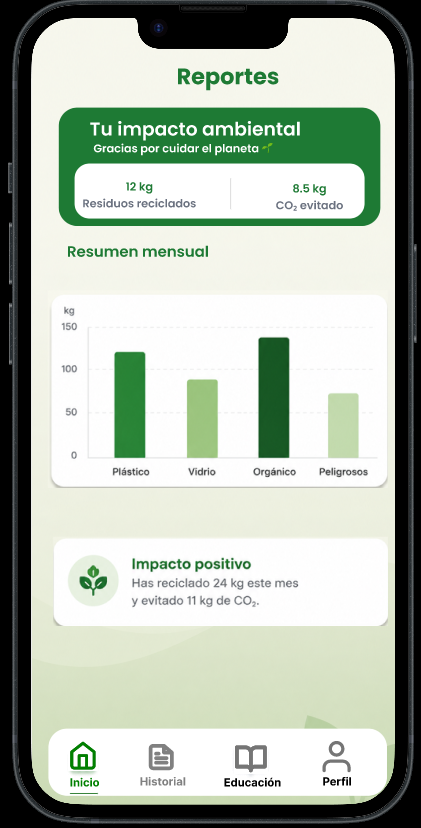 Reportes
Tu impacto ambiental
Gracias por cuidar el planeta🌱
12 kg
Residuos reciclados
8.5 kg
CO₂ evitado
Resumen mensual
kg
150
100
50
0
Plástico
Vidrio
Orgánico
Peligrosos
Impacto positivo
Has reciclado 24 kg este mes
y evitado 11 kg de CO₂.
Inicio
Historial
Educación
Perfil